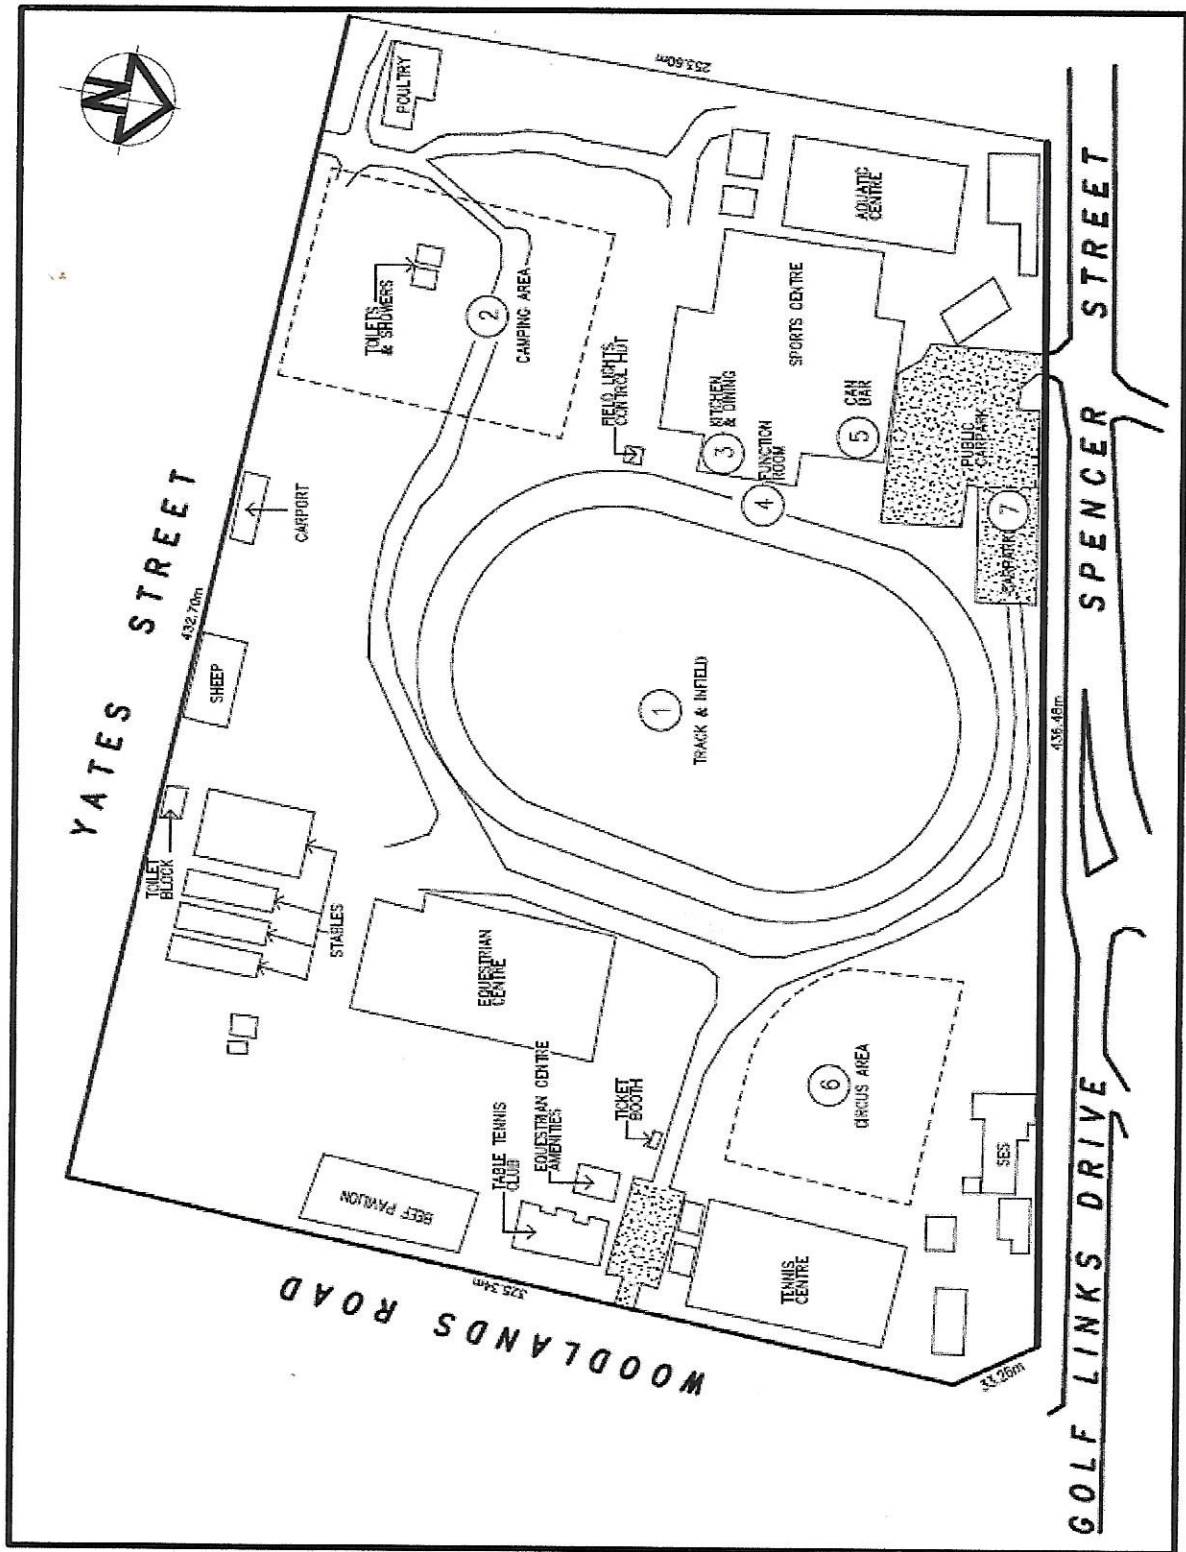 N
YATES STREET
WOODLANDS ROAD
GOLF LINKS DRIVE
SPENCER STREET
432.70m
253.60m
325.34m
33.26m
436.48m
POULTRY
TOILETS
& SHOWERS
2
CAMPING AREA
CARPORT
SHEEP
TOILET
BLOCK
STABLES
FIELD LIGHTS
CONTROL HUT
KITCHEN
& DINING
3
FUNCTION
ROOM
4
CAN
BAR
5
SPORTS CENTRE
AQUATIC
CENTRE
PUBLIC
CARPARK
CARPARK
7
1
TRACK & INFIELD
EQUESTRIAN
CENTRE
BEEF PAVILION
TABLE TENNIS
CLUB
EQUESTRIAN CENTRE
AMENITIES
TICKET
BOOTH
6
CIRCUS AREA
TENNIS
CENTRE
SES